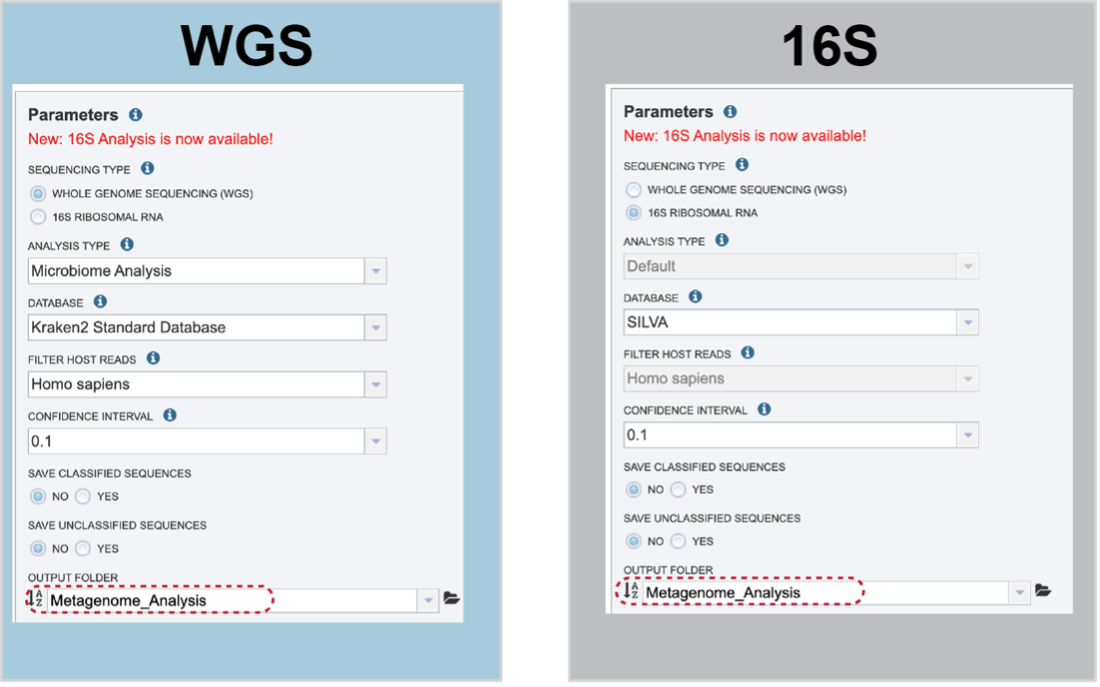 WGS
Parameters
New: 16S Analysis is now available!
SEQUENCING TYPE
WHOLE GENOME SEQUENCING (WGS)
16S RIBOSOMAL RNA
ANALYSIS TYPE
Microbiome Analysis
DATABASE
Kraken2 Standard Database
FILTER HOST READS
Homo sapiens
CONFIDENCE INTERVAL
0.1
SAVE CLASSIFIED SEQUENCES
NO YES
SAVE UNCLASSIFIED SEQUENCES
NO YES
OUTPUT FOLDER
Metagenome_Analysis
16S
Parameters
New: 16S Analysis is now available!
SEQUENCING TYPE
WHOLE GENOME SEQUENCING (WGS)
16S RIBOSOMAL RNA
ANALYSIS TYPE
Default
DATABASE
SILVA
FILTER HOST READS
Homo sapiens
CONFIDENCE INTERVAL
0.1
SAVE CLASSIFIED SEQUENCES
NO YES
SAVE UNCLASSIFIED SEQUENCES
NO YES
OUTPUT FOLDER
Metagenome_Analysis